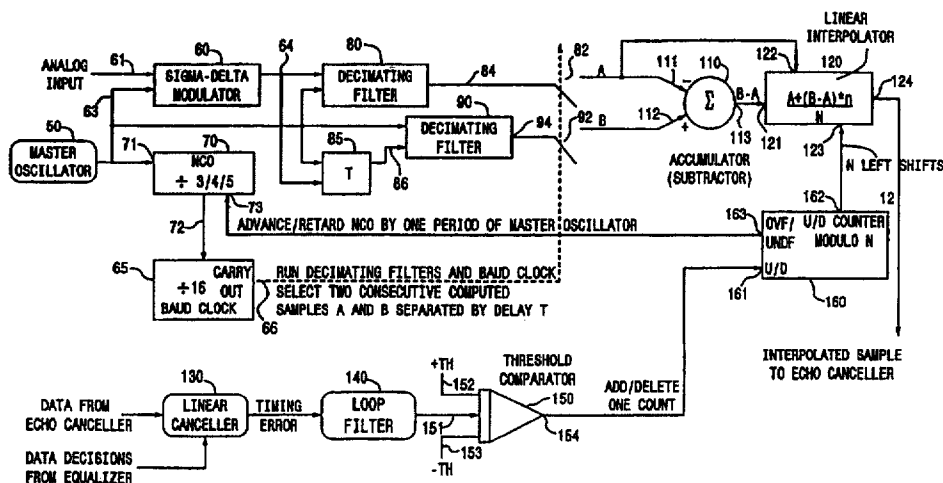 ANALOG
INPUT
61
63
60
SIGMA-DELTA
MODULATOR
64
80
DECIMATING
FILTER
84
82
A
111
110
Σ
B-A
113
121
122
LINEAR
INTERPOLATOR
120
A+(B-A)*n
N
123
124
50
MASTER
OSCILLATOR
71
70
NCO
÷ 3/4/5
73
72
85
T
86
90
DECIMATING
FILTER
94
92
B
112
−
+
ACCUMULATOR
(SUBTRACTOR)
N LEFT SHIFTS
12
162
163
ADVANCE/RETARD NCO BY ONE PERIOD OF MASTER OSCILLATOR
OVF/ U/D COUNTER
UNDF MODULO N
U/D
161
160
65
CARRY
÷16 OUT
BAUD CLOCK
66
RUN DECIMATING FILTERS AND BAUD CLOCK
SELECT TWO CONSECUTIVE COMPUTED
SAMPLES A AND B SEPARATED BY DELAY T
INTERPOLATED SAMPLE
TO ECHO CANCELLER
DATA FROM
ECHO CANCELLER
DATA DECISIONS
FROM EQUALIZER
130
LINEAR
CANCELLER
TIMING
ERROR
140
LOOP
FILTER
+TH
152
151
153
-TH
THRESHOLD
COMPARATOR
150
154
ADD/DELETE
ONE COUNT